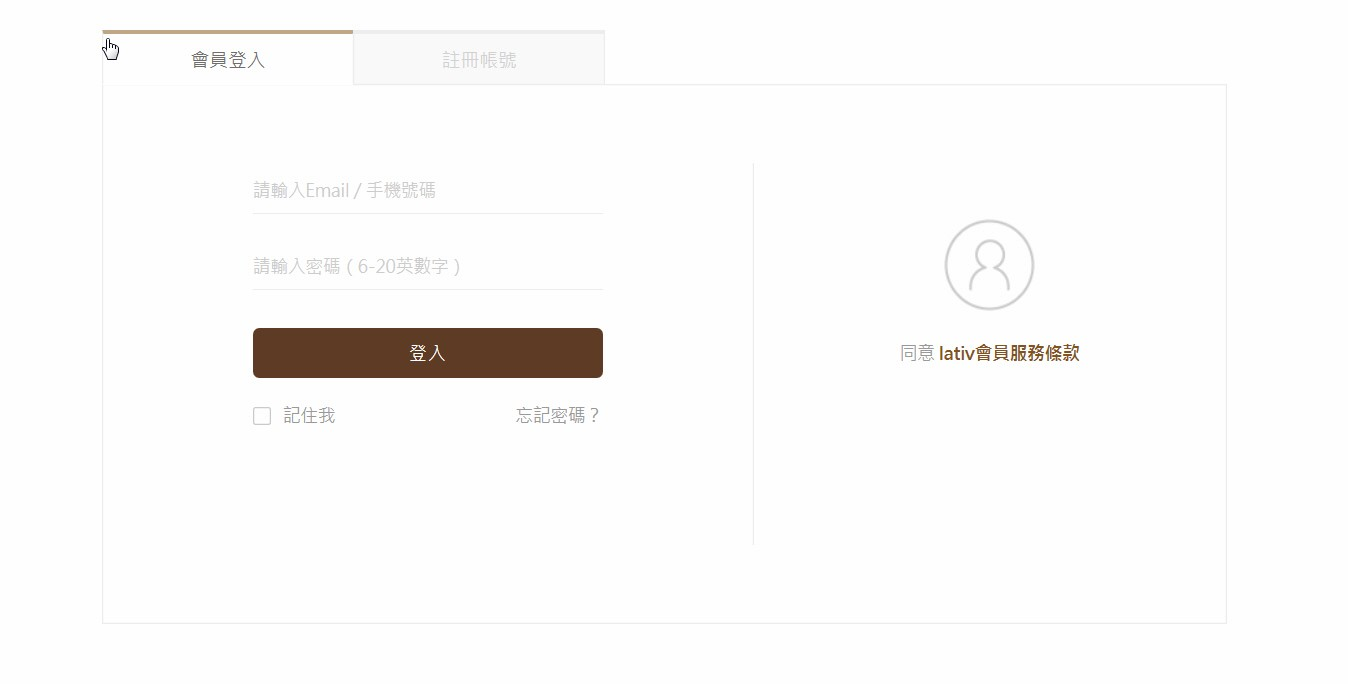 會員登入
註冊帳號
請輸入Email / 手機號碼
請輸入密碼 ( 6-20英數字 )
登入
記住我
忘記密碼？
同意 lativ會員服務條款